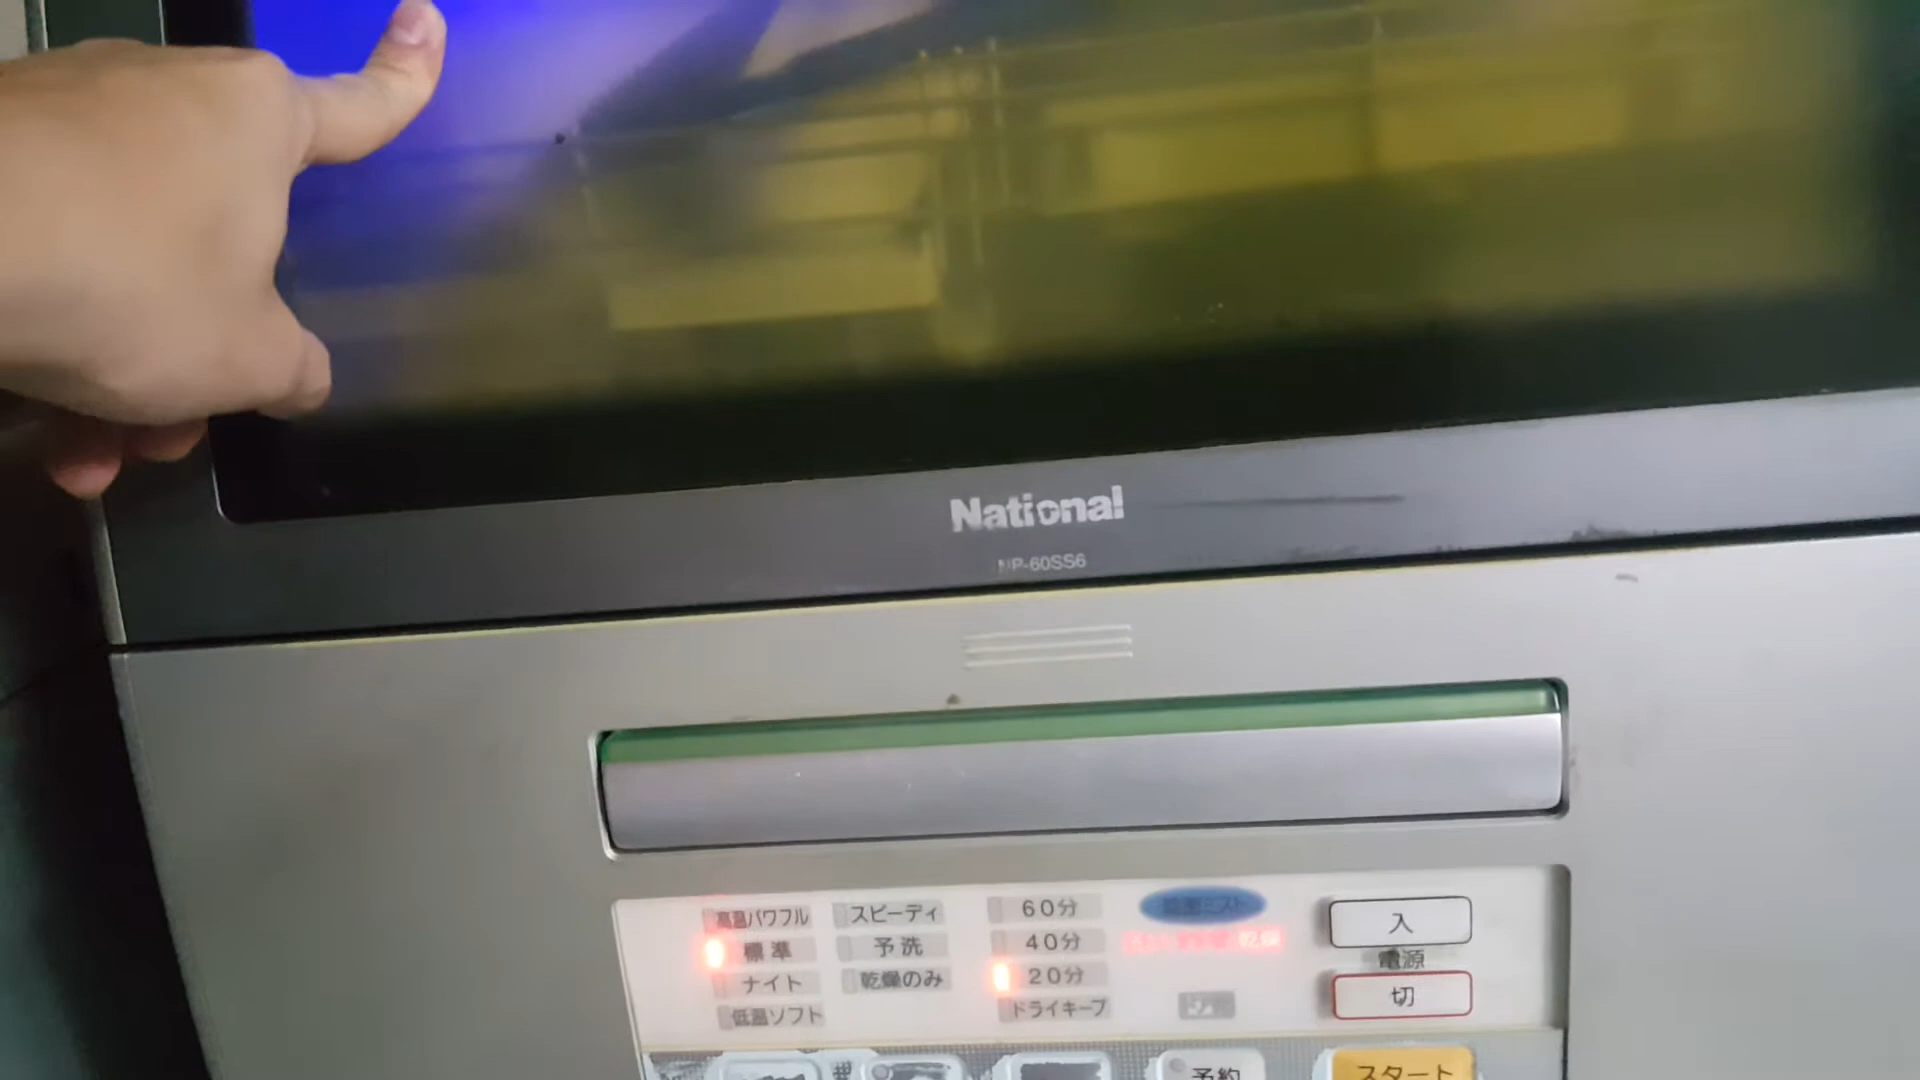 National
NP-60SS6
高温パワフル
スピーディ
60分
標準
予洗
40分
乾燥
入
ナイト
乾燥のみ
20分
電源
低温ソフト
ドライキープ
切
予約
スタート